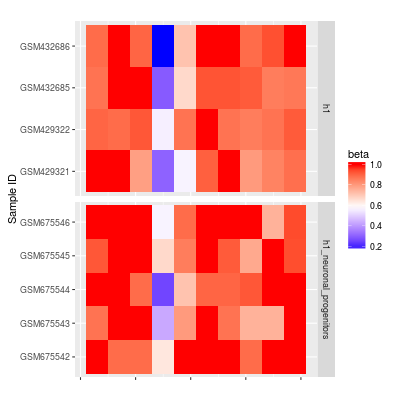 GSM432686
GSM432685
GSM429322
GSM429321
h1
GSM675546
GSM675545
GSM675544
GSM675543
GSM675542
h1_neuronal_progenitors
Sample ID
beta
1.0
0.8
0.6
0.4
0.2